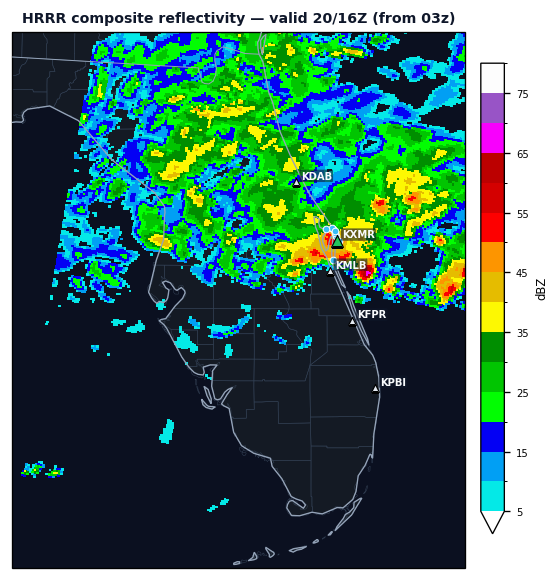 HRRR composite reflectivity — valid 20/16Z (from 03z)
KDAB
KXMR
KMLB
KFPR
KPBI
75
65
55
45
35
25
15
5
dBZ